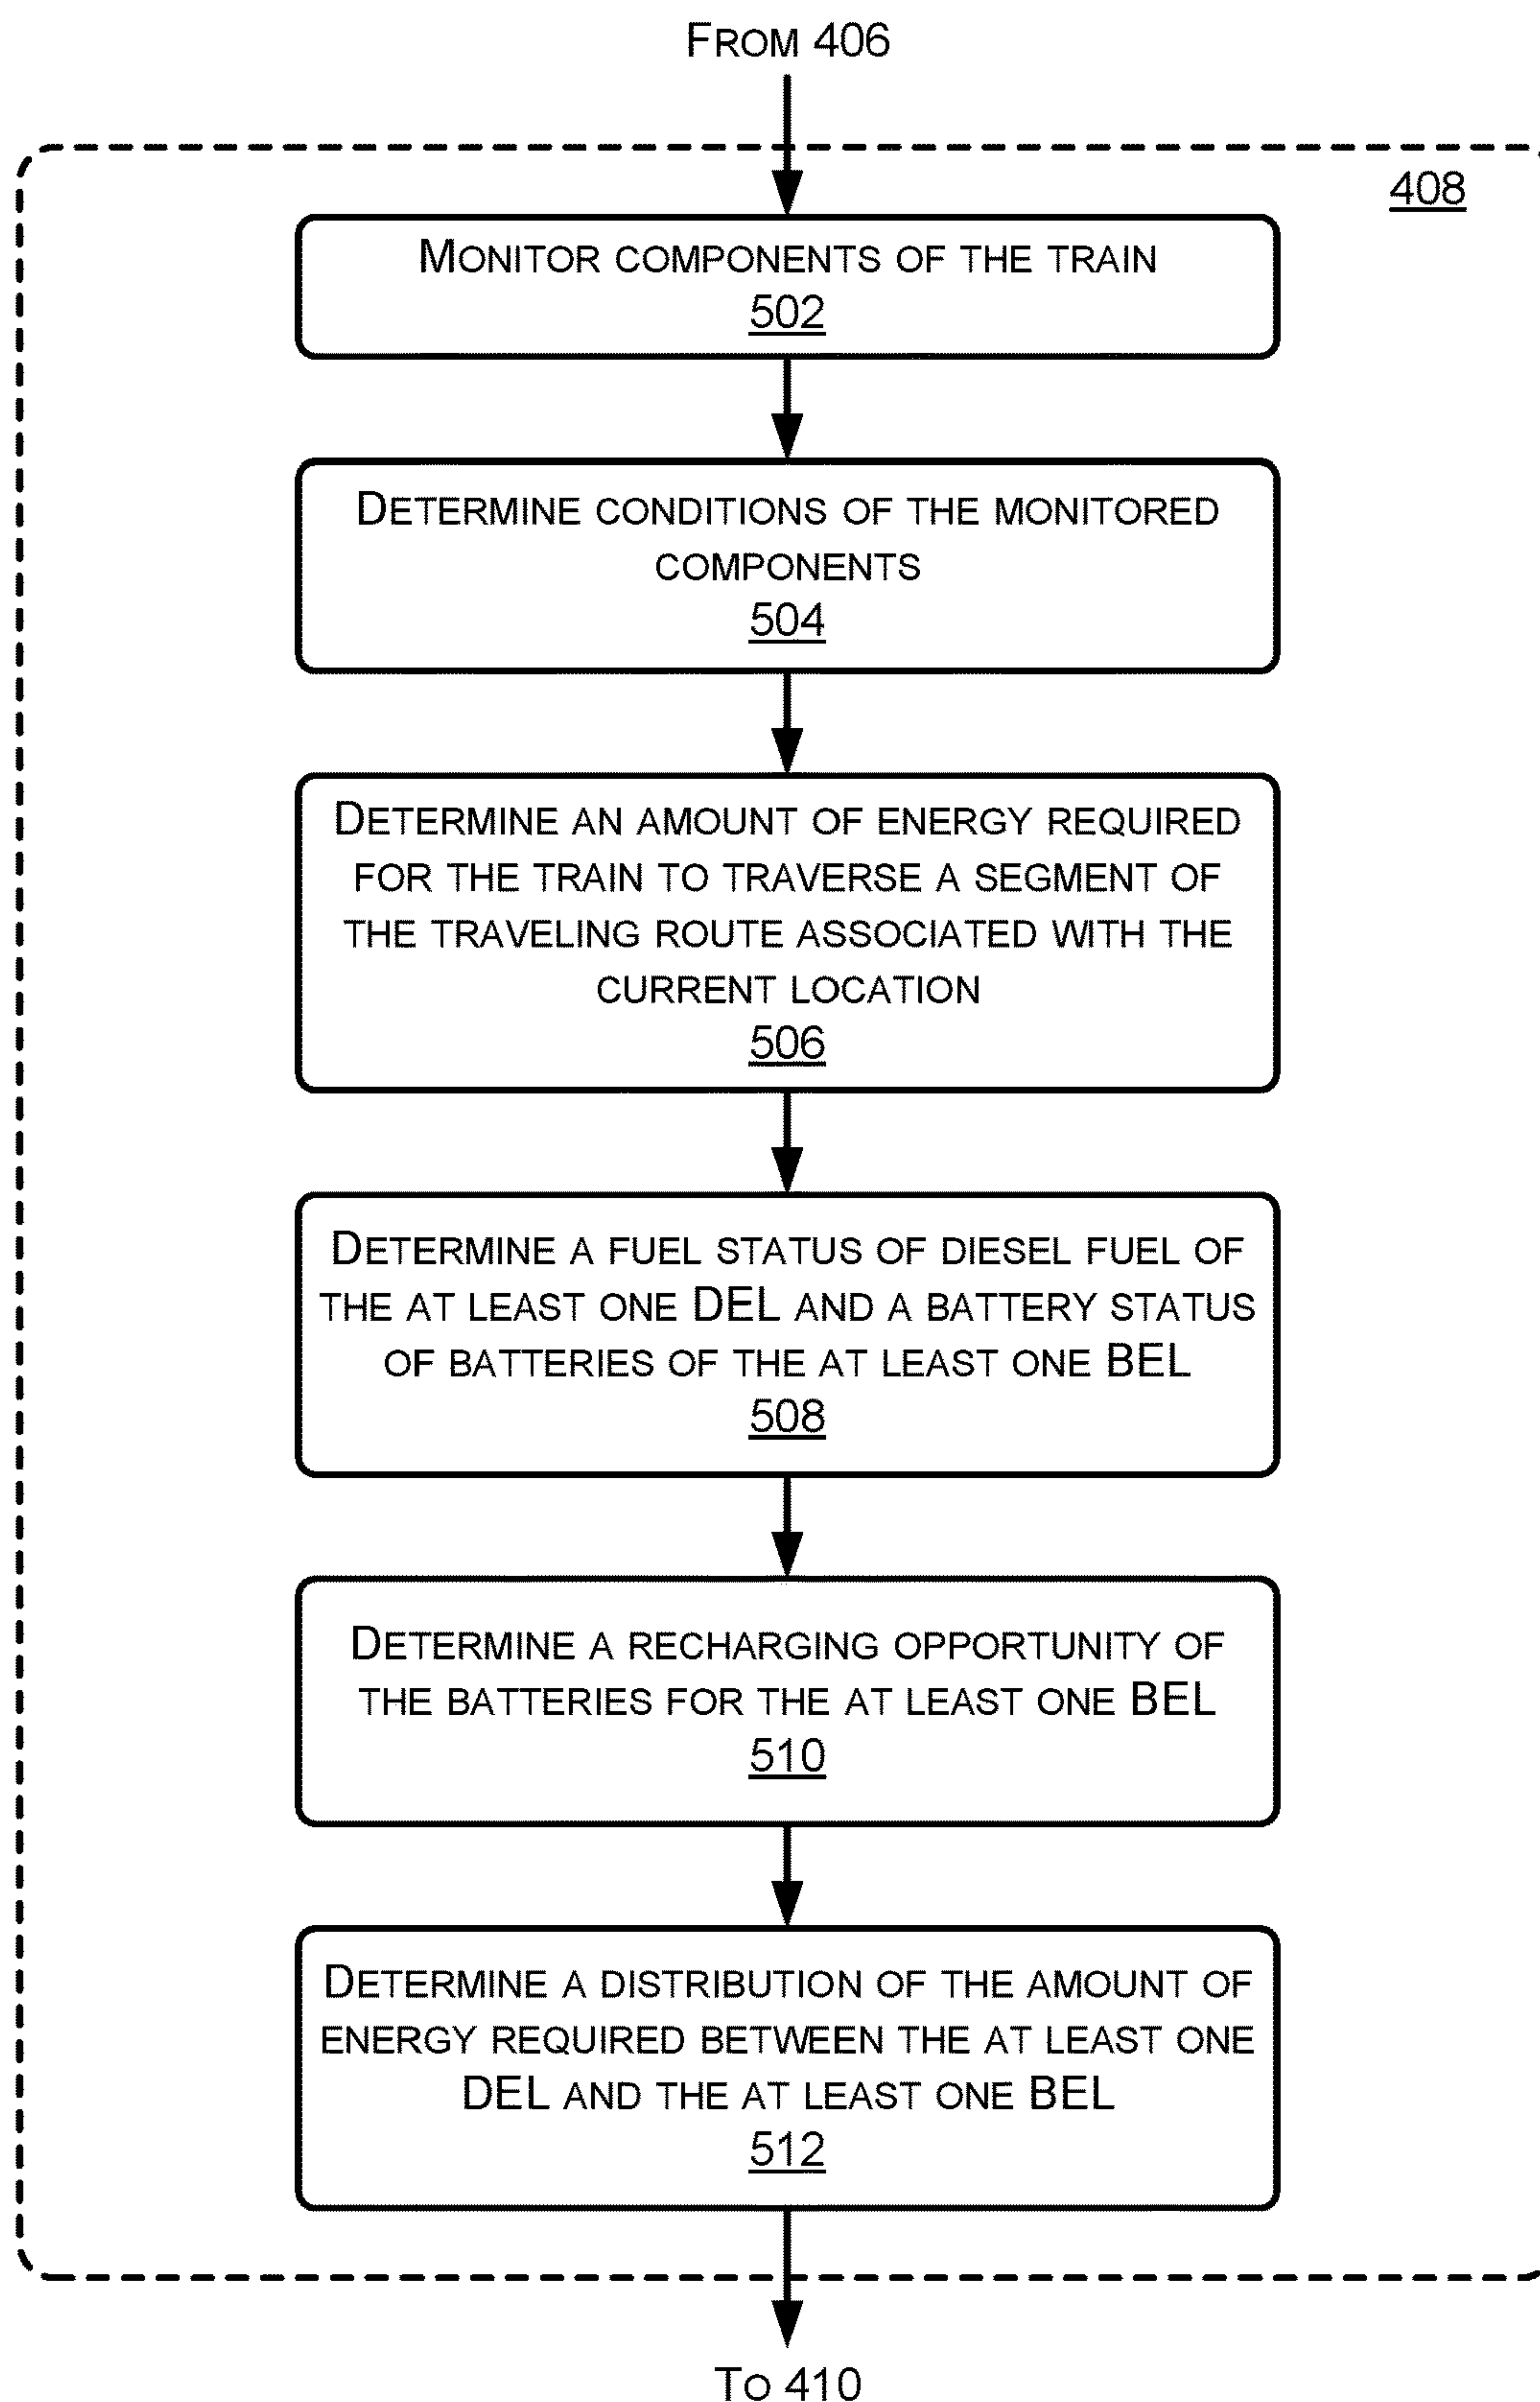 FROM 406
408
MONITOR COMPONENTS OF THE TRAIN
502
DETERMINE CONDITIONS OF THE MONITORED
COMPONENTS
504
DETERMINE AN AMOUNT OF ENERGY REQUIRED
FOR THE TRAIN TO TRAVERSE A SEGMENT OF
THE TRAVELING ROUTE ASSOCIATED WITH THE
CURRENT LOCATION
506
DETERMINE A FUEL STATUS OF DIESEL FUEL OF
THE AT LEAST ONE DEL AND A BATTERY STATUS
OF BATTERIES OF THE AT LEAST ONE BEL
508
DETERMINE A RECHARGING OPPORTUNITY OF
THE BATTERIES FOR THE AT LEAST ONE BEL
510
DETERMINE A DISTRIBUTION OF THE AMOUNT OF
ENERGY REQUIRED BETWEEN THE AT LEAST ONE
DEL AND THE AT LEAST ONE BEL
512
TO 410